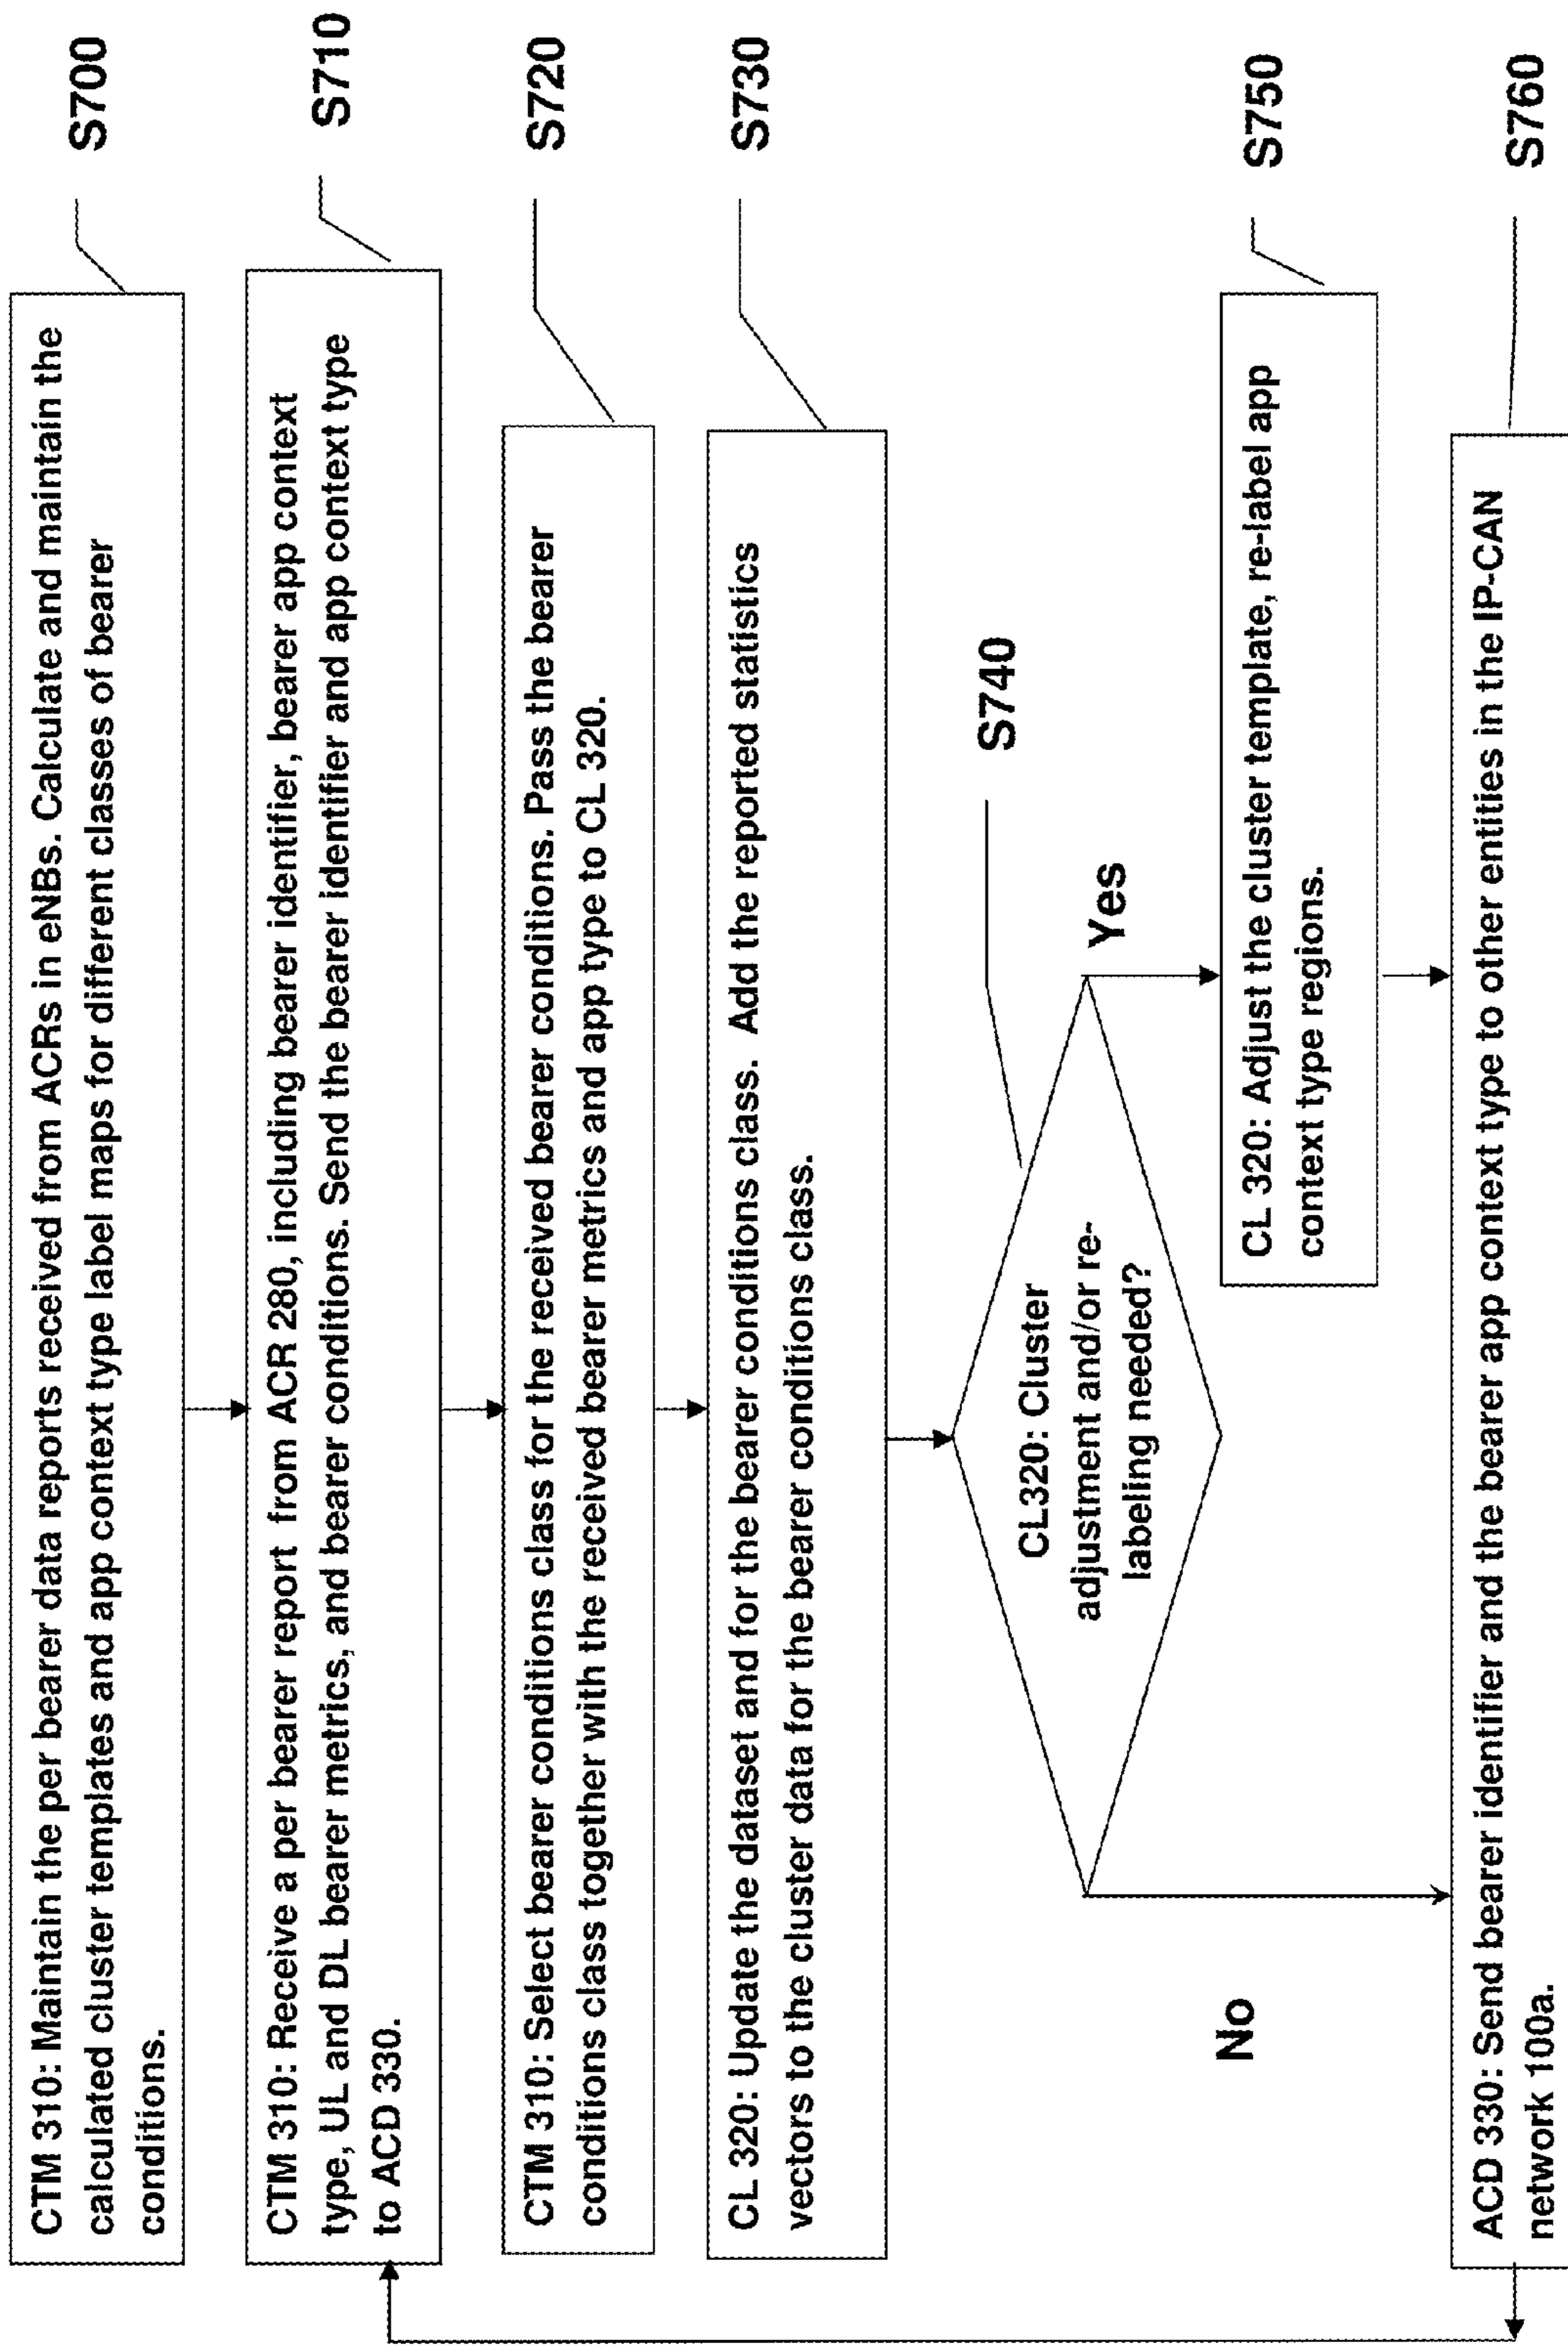 CTM 310: Maintain the per bearer data reports received from ACRs in eNBs. Calculate and maintain the
calculated cluster templates and app context type label maps for different classes of bearer
conditions.
S700
CTM 310: Receive a per bearer report from ACR 280, including bearer identifier, bearer app context
type, UL and DL bearer metrics, and bearer conditions. Send the bearer identifier and app context type
to ACD 330.
S710
CTM 310: Select bearer conditions class for the received bearer conditions. Pass the bearer
conditions class together with the received bearer metrics and app type to CL 320.
S720
CL 320: Update the dataset and for the bearer conditions class. Add the reported statistics
vectors to the cluster data for the bearer conditions class.
S730
CL320: Cluster
adjustment and/or re-
labeling needed?
S740
Yes
No
CL 320: Adjust the cluster template, re-label app
context type regions.
S750
ACD 330: Send bearer identifier and the bearer app context type to other entities in the IP-CAN
network 100a.
S760